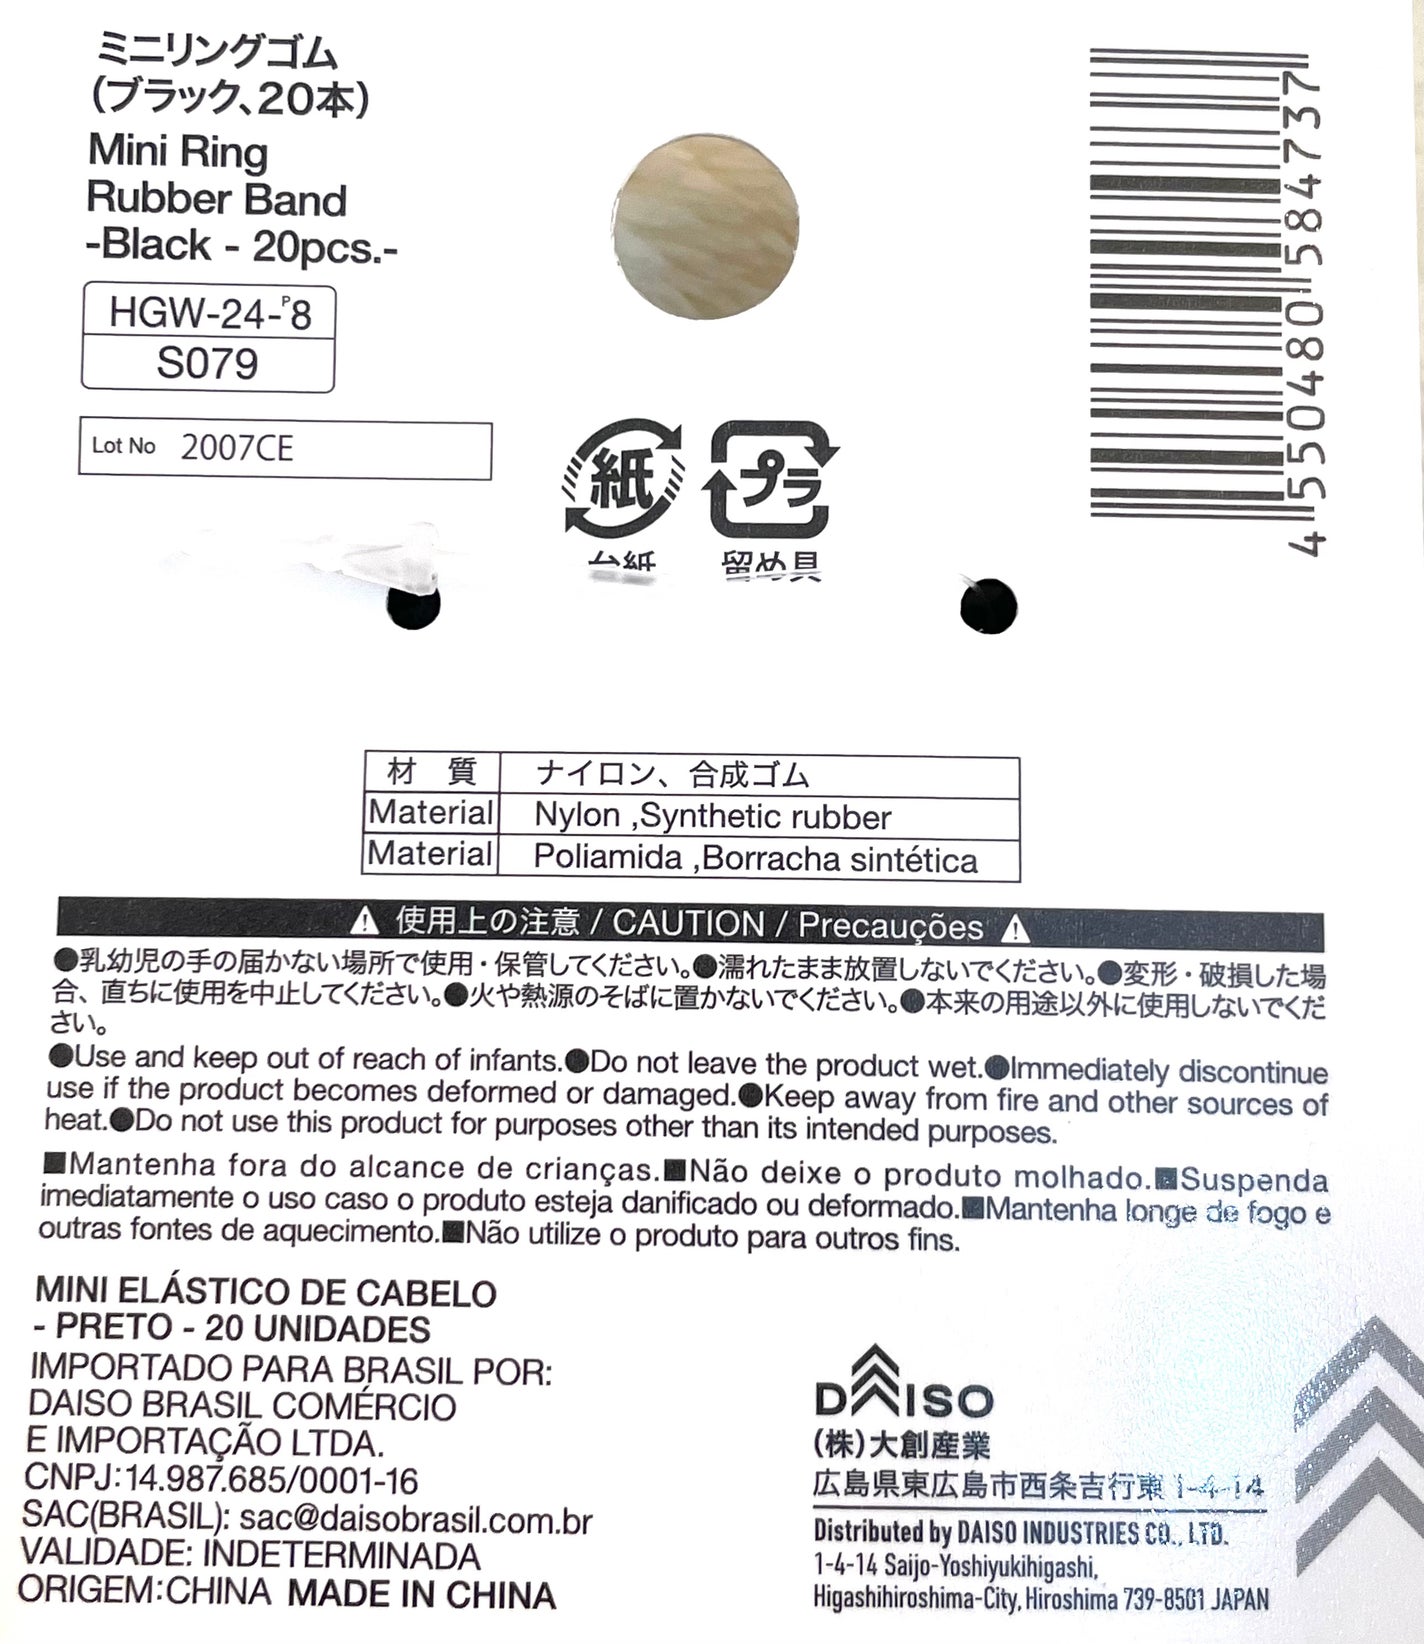 ミニリングゴム
(ブラック、20本)
Mini Ring
Rubber Band
-Black - 20pcs.-
HGW-24-P8
S079
Lot No 2007CE
紙
台紙
プラ
留め具
4 550480 584737
材 質 ナイロン、合成ゴム
Material Nylon ,Synthetic rubber
Material Poliamida ,Borracha sintética
使用上の注意 / CAUTION / Precauções
●乳幼児の手の届かない場所で使用・保管してください。●濡れたまま放置しないでください。●変形・破損した場
合、直ちに使用を中止してください。●火や熱源のそばに置かないでください。●本来の用途以外に使用しないでくだ
さい。
●Use and keep out of reach of infants.●Do not leave the product wet.●Immediately discontinue
use if the product becomes deformed or damaged.●Keep away from fire and other sources of
heat.●Do not use this product for purposes other than its intended purposes.
■Mantenha fora do alcance de crianças.■Não deixe o produto molhado.■Suspenda
imediatamente o uso caso o produto esteja danificado ou deformado.■Mantenha longe de fogo e
outras fontes de aquecimento.■Não utilize o produto para outros fins.
MINI ELÁSTICO DE CABELO
- PRETO - 20 UNIDADES
IMPORTADO PARA BRASIL POR:
DAISO BRASIL COMÉRCIO
E IMPORTAÇÃO LTDA.
CNPJ:14.987.685/0001-16
SAC(BRASIL): sac@daisobrasil.com.br
VALIDADE: INDETERMINADA
ORIGEM:CHINA MADE IN CHINA
DAISO
(株)大創産業
広島県東広島市西条吉行東 1-4-14
Distributed by DAISO INDUSTRIES CO., LTD.
1-4-14 Saijo-Yoshiyukihigashi,
Higashihiroshima-City, Hiroshima 739-8501 JAPAN